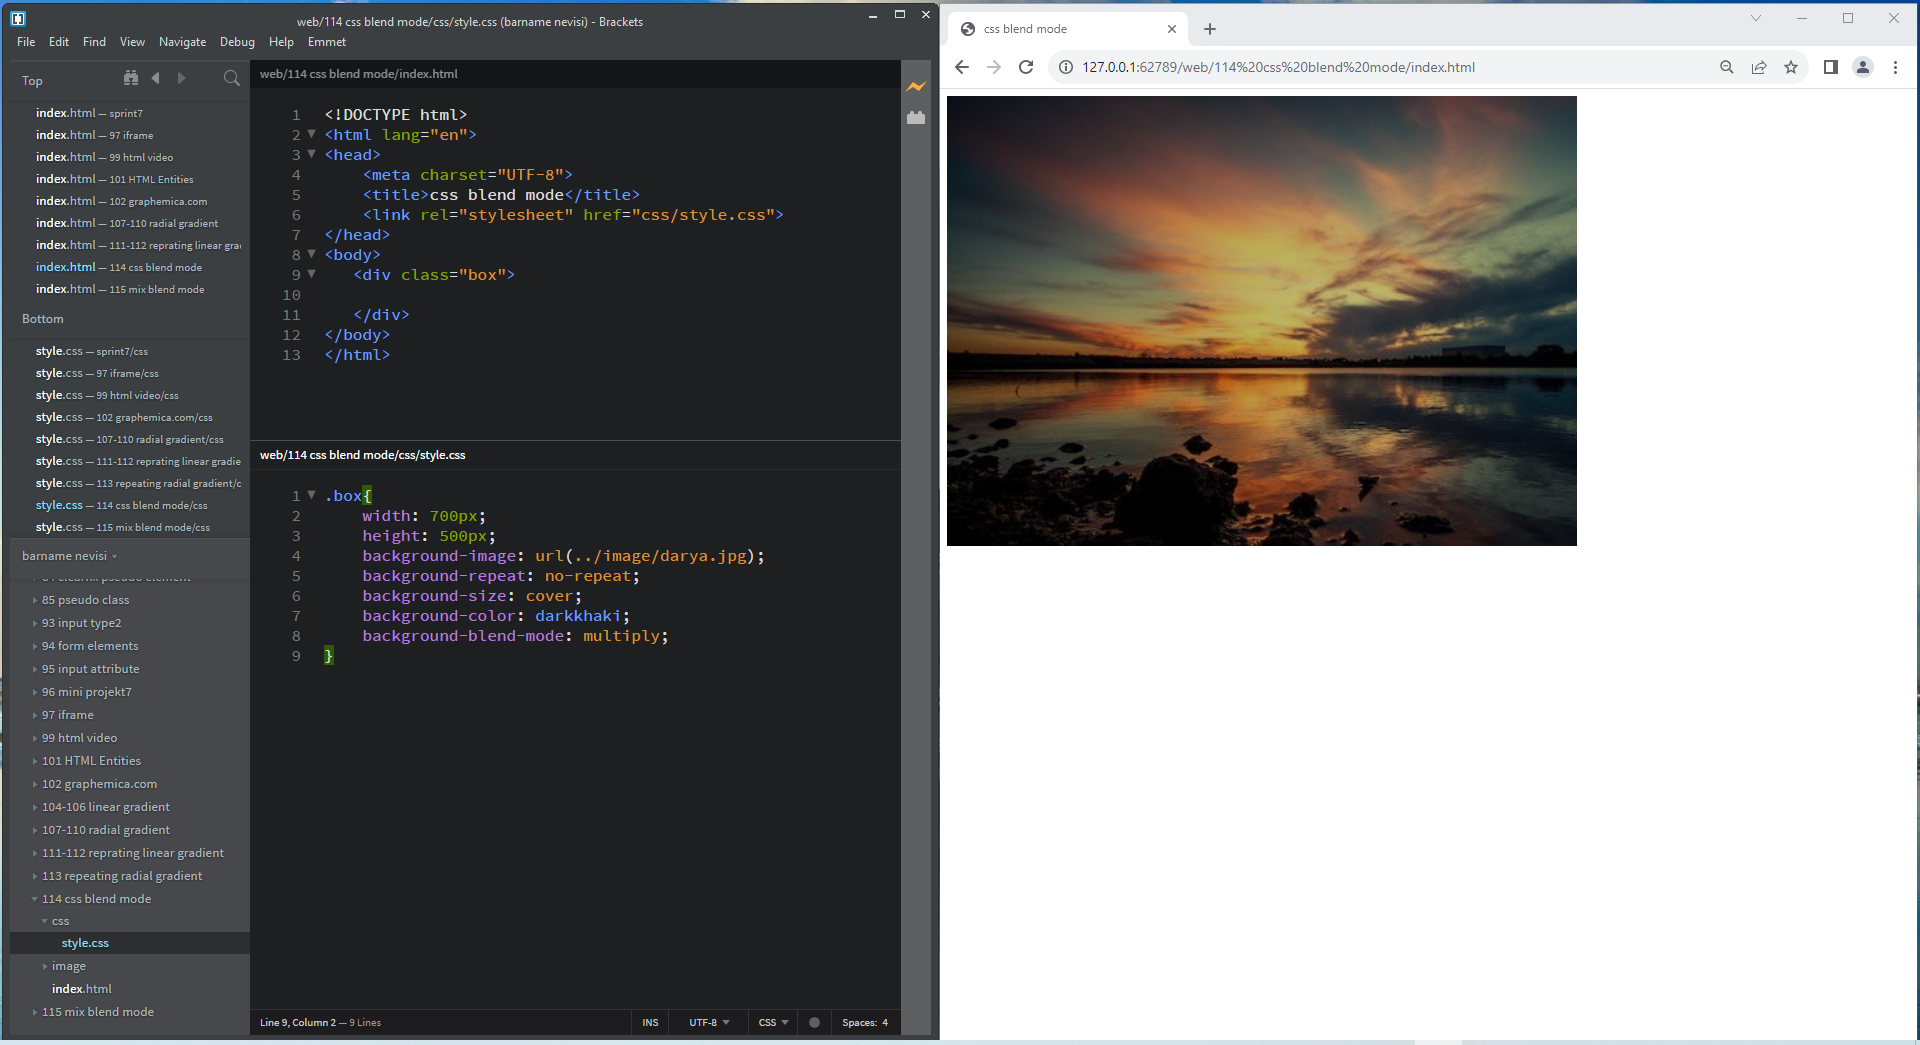 web/114 css blend mode/css/style.css (barname nevisi) - Brackets
File Edit Find View Navigate Debug Help Emmet
Top
index.html — sprint7
index.html — 97 iframe
index.html — 99 html video
index.html — 101 HTML Entities
index.html — 102 graphemica.com
index.html — 107-110 radial gradient
index.html — 111-112 reprating linear gra
index.html — 114 css blend mode
index.html — 115 mix blend mode
Bottom
style.css — sprint7/css
style.css — 97 iframe/css
style.css — 99 html video/css
style.css — 102 graphemica.com/css
style.css — 107-110 radial gradient/css
style.css — 111-112 reprating linear gradie
style.css — 113 repeating radial gradient/c
style.css — 114 css blend mode/css
style.css — 115 mix blend mode/css
barname nevisi
85 pseudo class
93 input type2
94 form elements
95 input attribute
96 mini projekt7
97 iframe
99 html video
101 HTML Entities
102 graphemica.com
104-106 linear gradient
107-110 radial gradient
111-112 reprating linear gradient
113 repeating radial gradient
114 css blend mode
css
style.css
image
index.html
115 mix blend mode
web/114 css blend mode/index.html
1 <!DOCTYPE html>
2 <html lang="en">
3 <head>
4 <meta charset="UTF-8">
5 <title>css blend mode</title>
6 <link rel="stylesheet" href="css/style.css">
7 </head>
8 <body>
9 <div class="box">
10
11 </div>
12 </body>
13 </html>
web/114 css blend mode/css/style.css
1 .box{
2 width: 700px;
3 height: 500px;
4 background-image: url(../image/darya.jpg);
5 background-repeat: no-repeat;
6 background-size: cover;
7 background-color: darkkhaki;
8 background-blend-mode: multiply;
9 }
Line 9, Column 2 — 9 Lines
INS UTF-8 CSS Spaces: 4
css blend mode
127.0.0.1:62789/web/114%20css%20blend%20mode/index.html